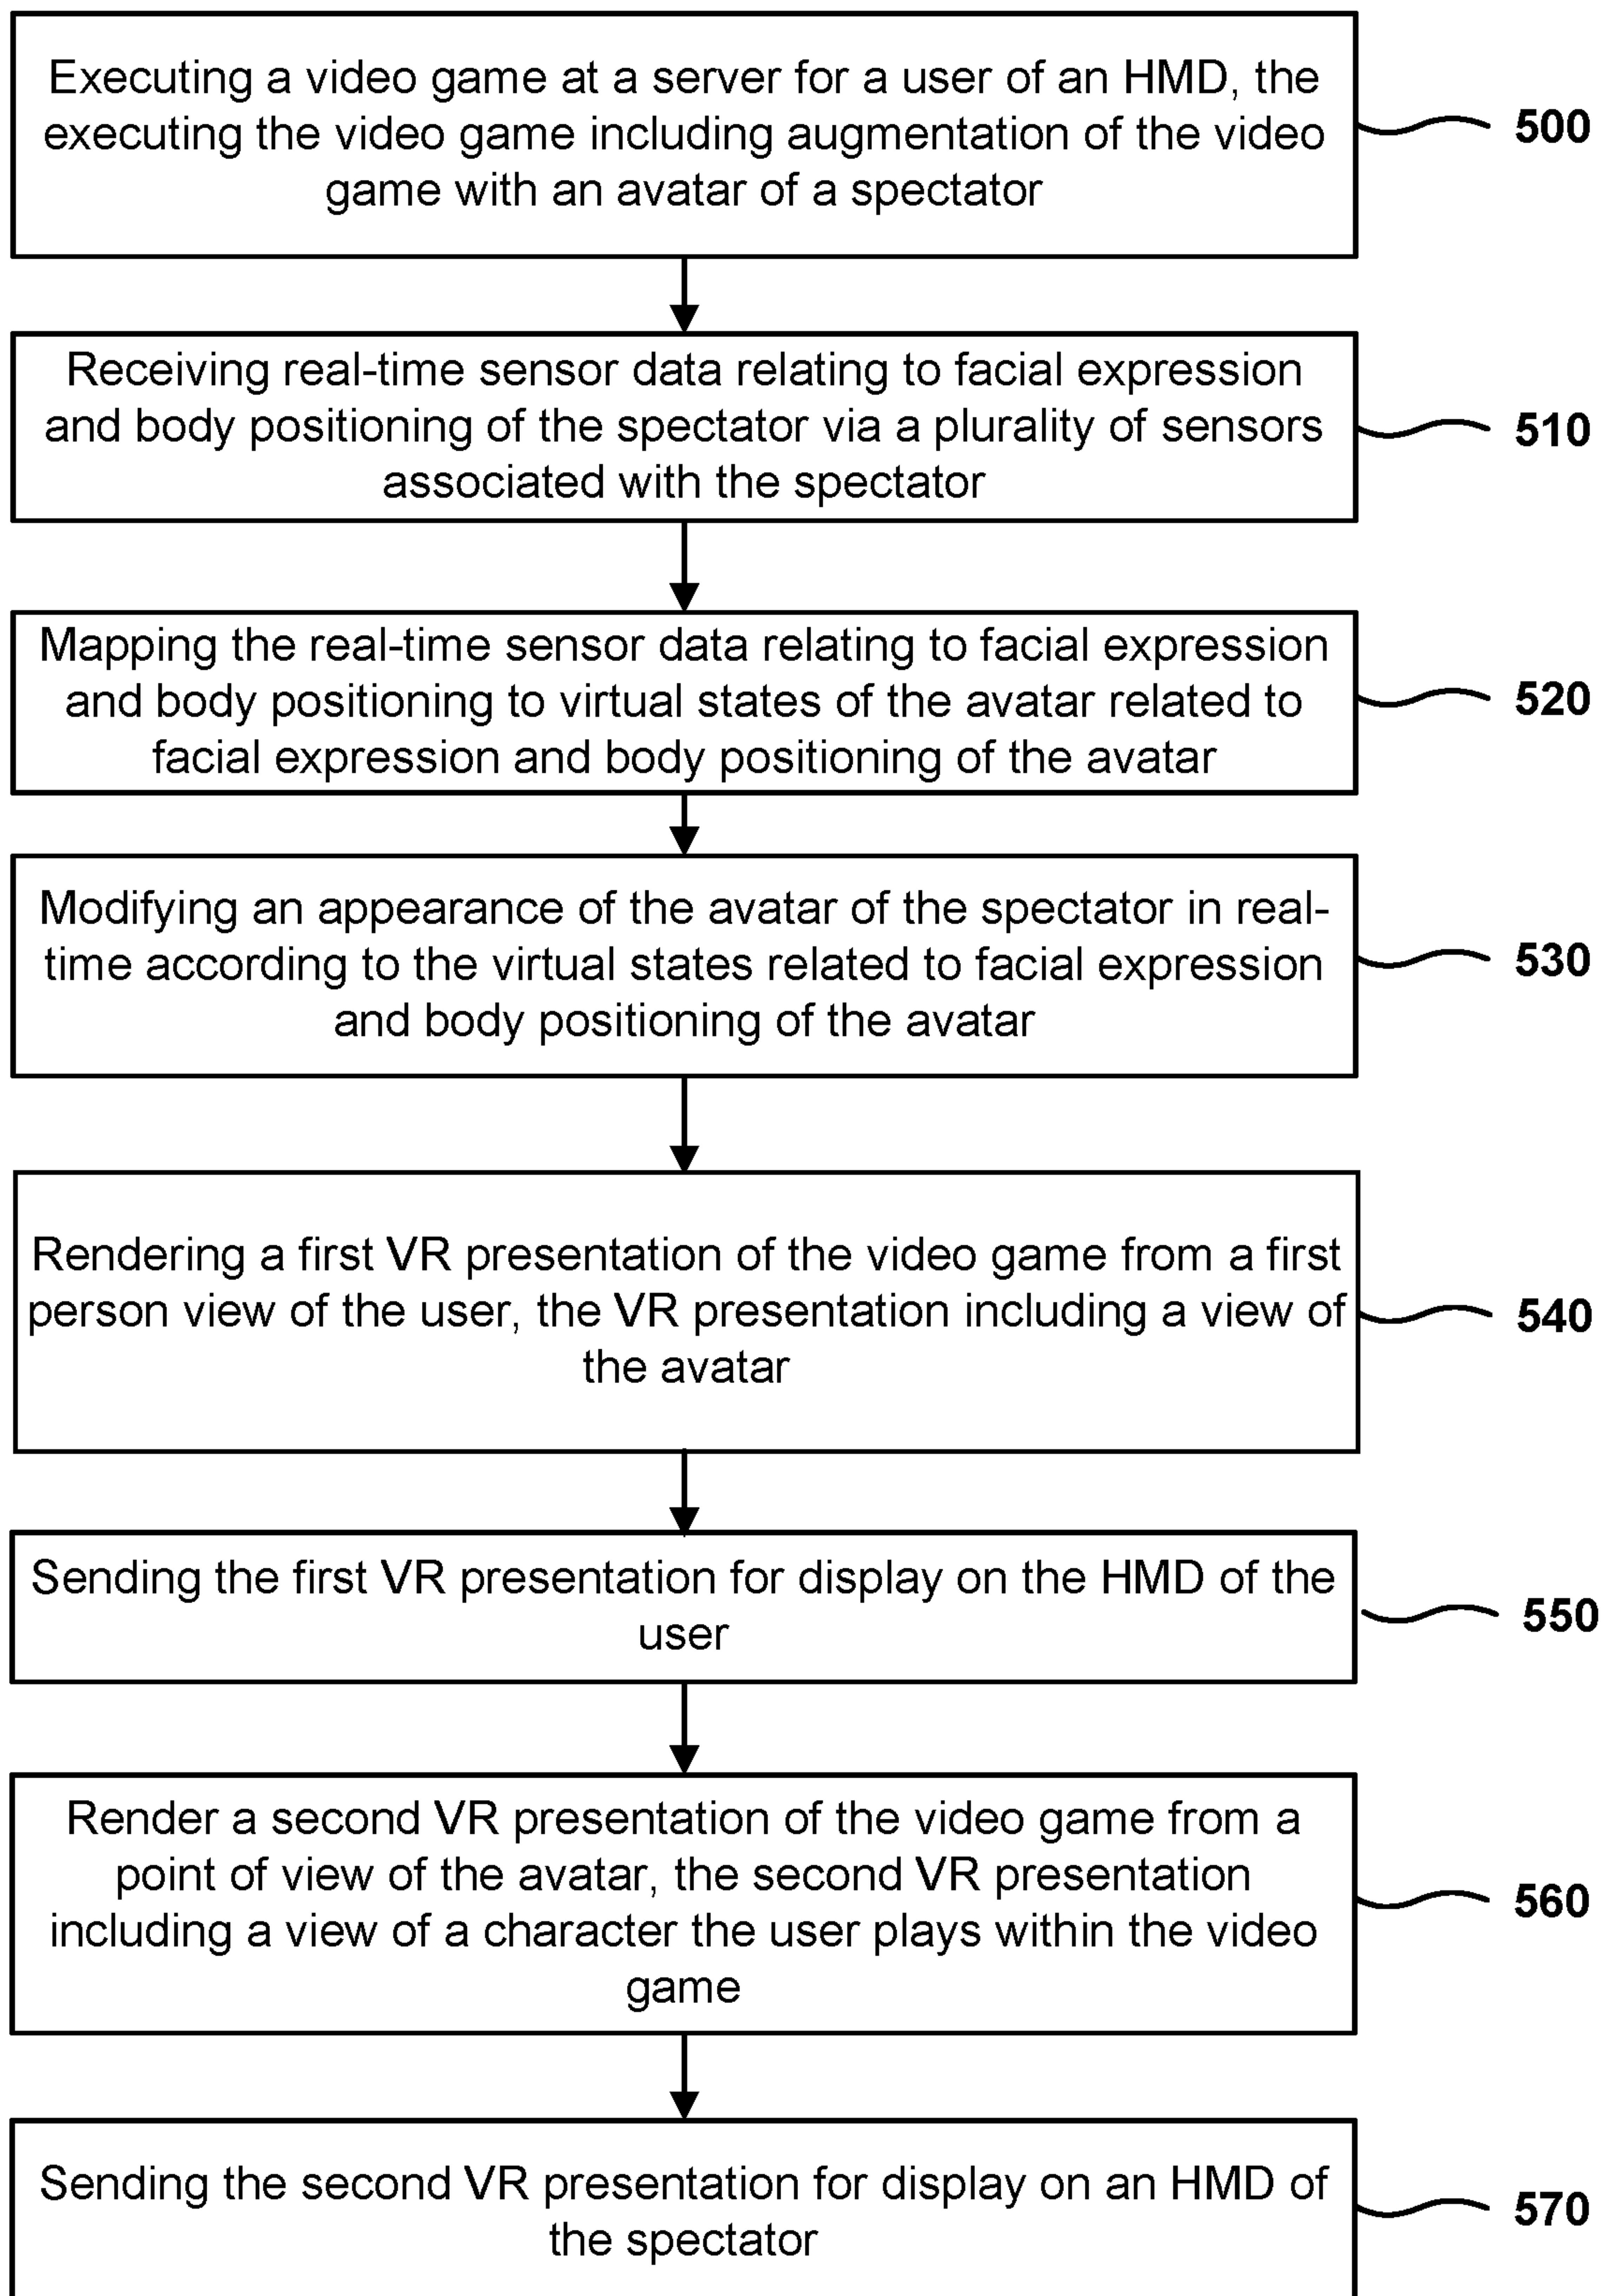 Executing a video game at a server for a user of an HMD, the
executing the video game including augmentation of the video
game with an avatar of a spectator
500
Receiving real-time sensor data relating to facial expression
and body positioning of the spectator via a plurality of sensors
associated with the spectator
510
Mapping the real-time sensor data relating to facial expression
and body positioning to virtual states of the avatar related to
facial expression and body positioning of the avatar
520
Modifying an appearance of the avatar of the spectator in real-
time according to the virtual states related to facial expression
and body positioning of the avatar
530
Rendering a first VR presentation of the video game from a first
person view of the user, the VR presentation including a view of
the avatar
540
Sending the first VR presentation for display on the HMD of the
user
550
Render a second VR presentation of the video game from a
point of view of the avatar, the second VR presentation
including a view of a character the user plays within the video
game
560
Sending the second VR presentation for display on an HMD of
the spectator
570